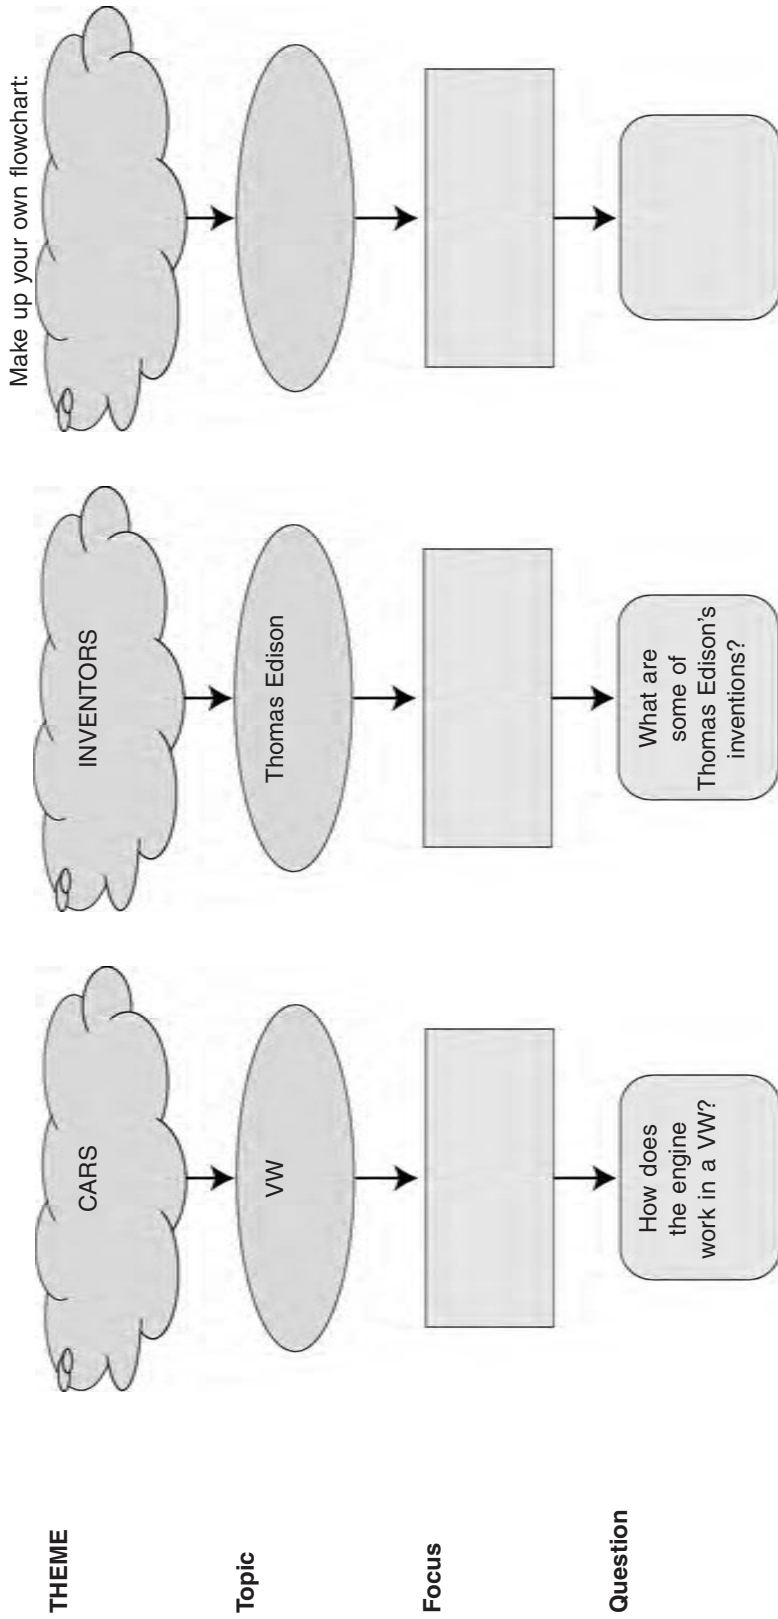 Make up your own flowchart:
THEME
CARS
INVENTORS
Topic
VW
Thomas Edison
Focus
Question
How does
the engine
work in a VW?
What are
some of
Thomas Edison’s
inventions?